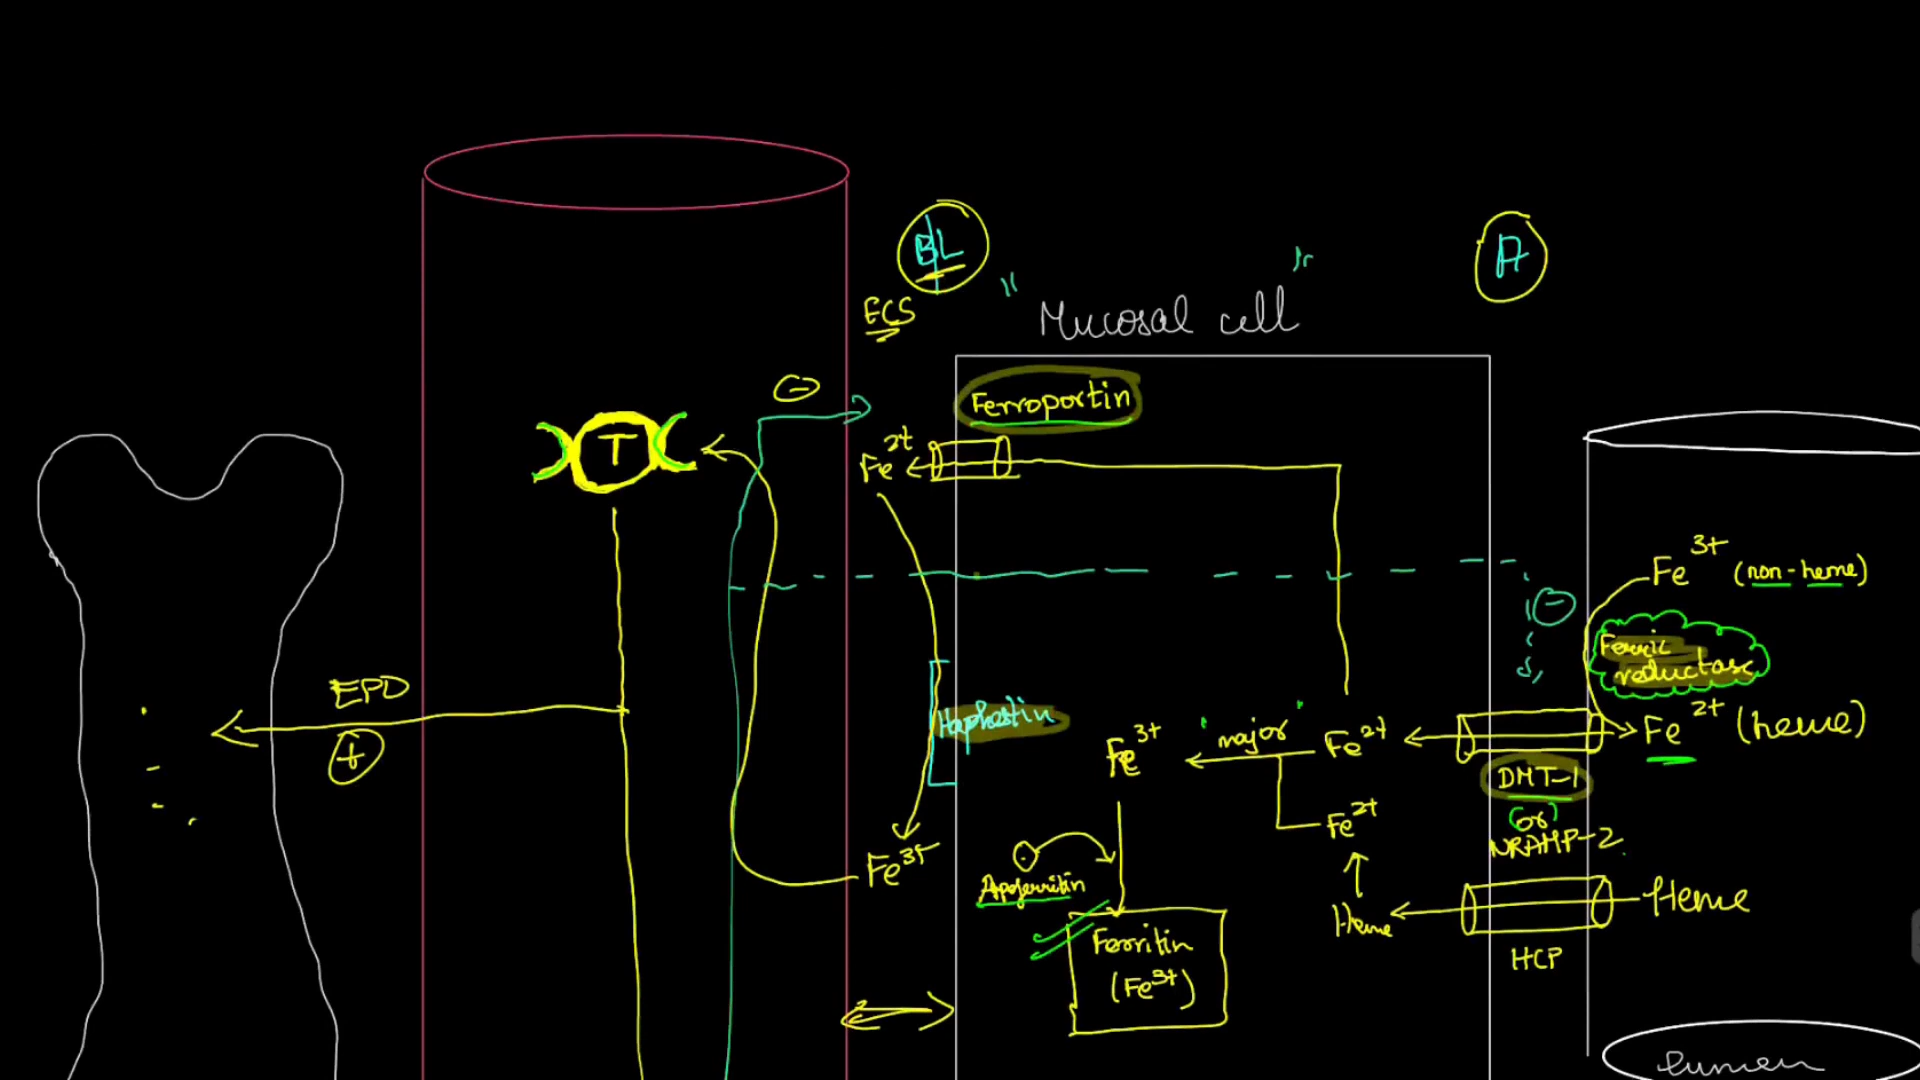 BL
A
ECS
" Mucosal cell "
Ferroportin
T
Fe2+
Fe3+ (non-heme)
Ferric
reductase
EPO
Hephestin
Fe3+
"major"
Fe2+
Fe2+ (heme)
DMT-1
(or)
NRAMP-2
Fe2+
Fe3+
Apoferritin
Heme
Heme
Ferritin
(Fe3+)
HCP
lumen